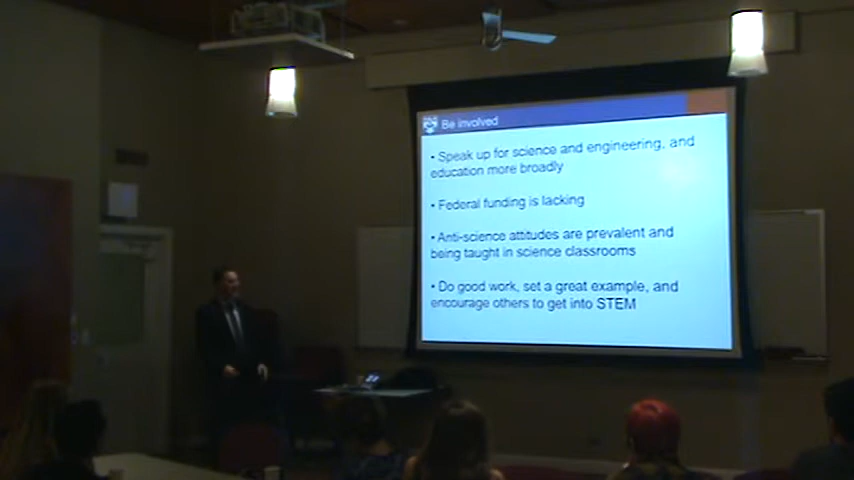 Be involved
• Speak up for science and engineering, and
education more broadly
• Federal funding is lacking
• Anti-science attitudes are prevalent and
being taught in science classrooms
• Do good work, set a great example, and
encourage others to get into STEM